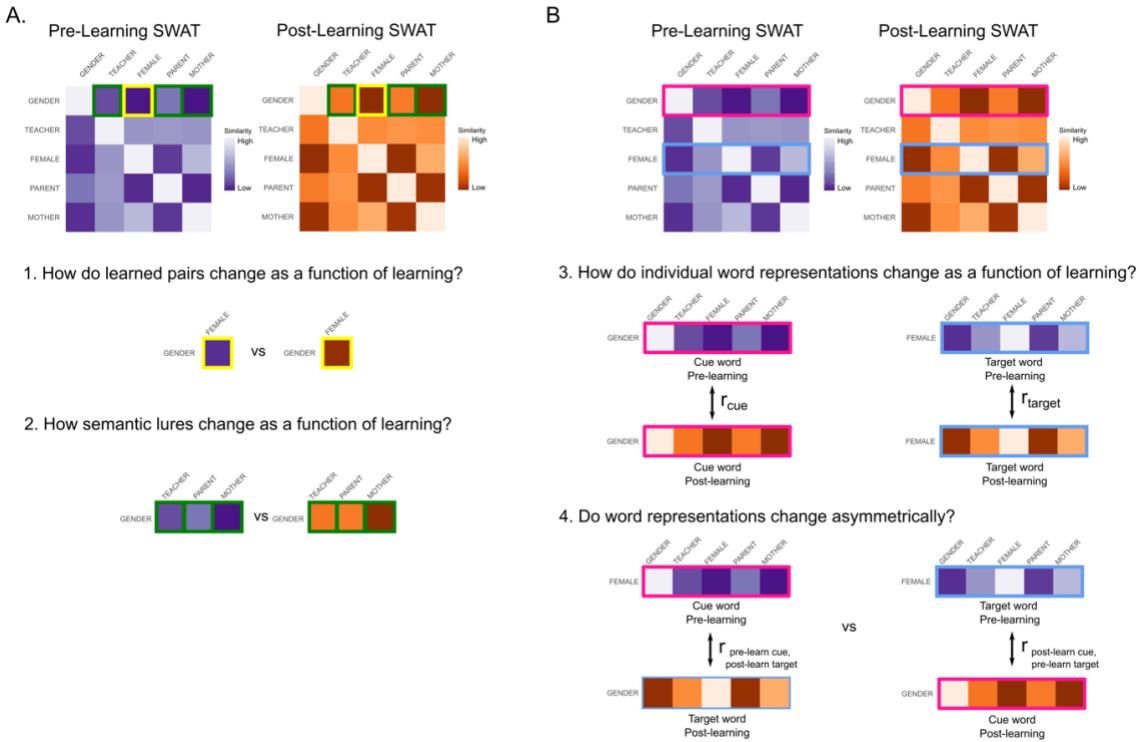 A.
Pre-Learning SWAT
Post-Learning SWAT
GENDER
TEACHER
FEMALE
PARENT
MOTHER
GENDER
TEACHER
FEMALE
PARENT
MOTHER
GENDER
TEACHER
FEMALE
PARENT
MOTHER
Similarity
High
Low
GENDER
TEACHER
FEMALE
PARENT
MOTHER
Similarity
High
Low
1. How do learned pairs change as a function of learning?
FEMALE
GENDER
vs
FEMALE
GENDER
2. How semantic lures change as a function of learning?
TEACHER
PARENT
MOTHER
GENDER
vs
TEACHER
PARENT
MOTHER
GENDER
B
Pre-Learning SWAT
Post-Learning SWAT
GENDER
TEACHER
FEMALE
PARENT
MOTHER
GENDER
TEACHER
FEMALE
PARENT
MOTHER
GENDER
TEACHER
FEMALE
PARENT
MOTHER
Similarity
High
Low
GENDER
TEACHER
FEMALE
PARENT
MOTHER
Similarity
High
Low
3. How do individual word representations change as a function of learning?
GENDER
TEACHER
FEMALE
PARENT
MOTHER
GENDER
Cue word
Pre-learning
r cue
GENDER
Cue word
Post-learning
GENDER
TEACHER
FEMALE
PARENT
MOTHER
FEMALE
Target word
Pre-learning
r target
FEMALE
Target word
Post-learning
4. Do word representations change asymmetrically?
GENDER
TEACHER
FEMALE
PARENT
MOTHER
FEMALE
Cue word
Pre-learning
r pre-learn cue,
post-learn target
GENDER
Target word
Post-learning
vs
GENDER
TEACHER
FEMALE
PARENT
MOTHER
FEMALE
Target word
Pre-learning
r post-learn cue,
pre-learn target
GENDER
Cue word
Post-learning